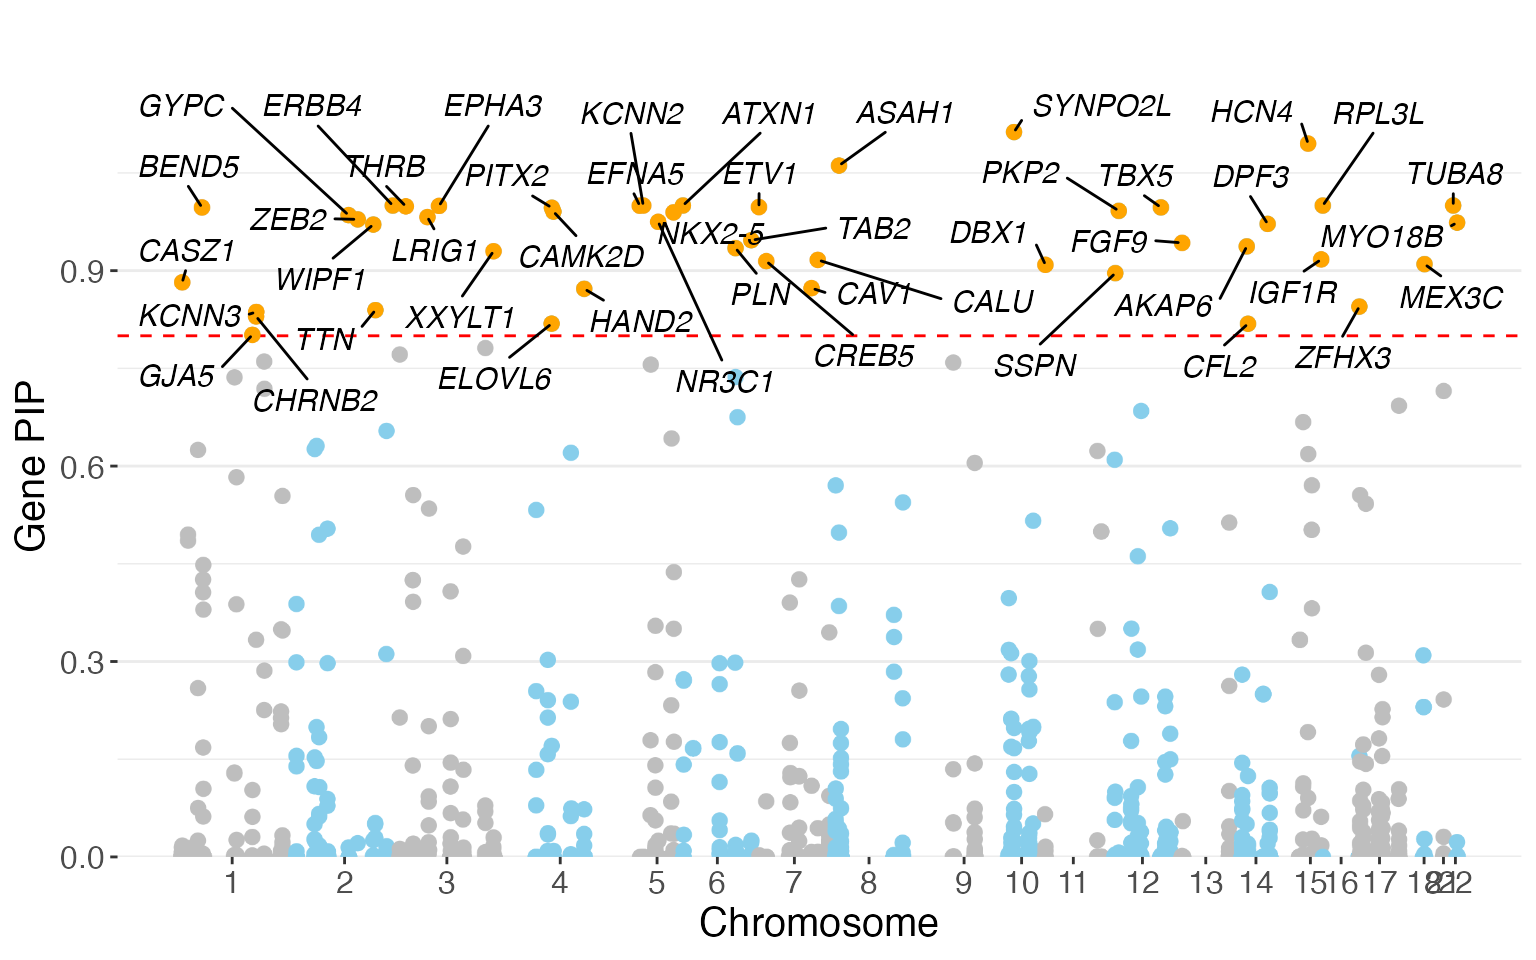 GYPC ERBB4 EPHA3 KCNN2 ATXN1 ASAH1 SYNPO2L HCN4 RPL3L
BEND5 THRB PITX2 EFNA5 ETV1 PKP2 TBX5 DPF3 TUBA8
ZEB2 NKX2-5 TAB2 DBX1 FGF9 MYO18B
CASZ1 WIPF1 LRIG1 CAMK2D PLN CAV1 CALU AKAP6 IGF1R MEX3C
KCNN3 TTN XXYLT1 HAND2
GJA5 CHRNB2 ELOVL6 NR3C1 CREB5 SSPN CFL2 ZFHX3
0.9
0.6
0.3
0.0
Gene PIP
1 2 3 4 5 6 7 8 9 10 11 12 13 14 15 16 17 18 22
Chromosome